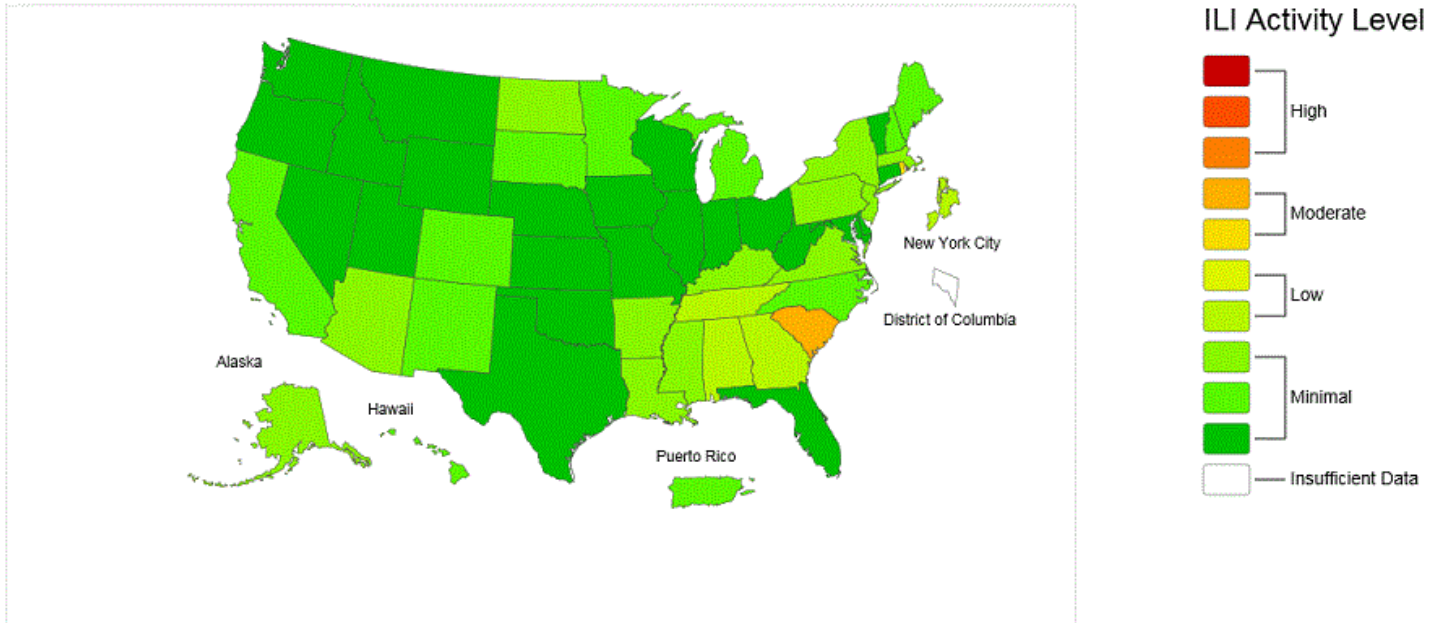 ILI Activity Level
High
Moderate
New York City
Low
District of Columbia
Alaska
Minimal
Hawaii
Puerto Rico
Insufficient Data